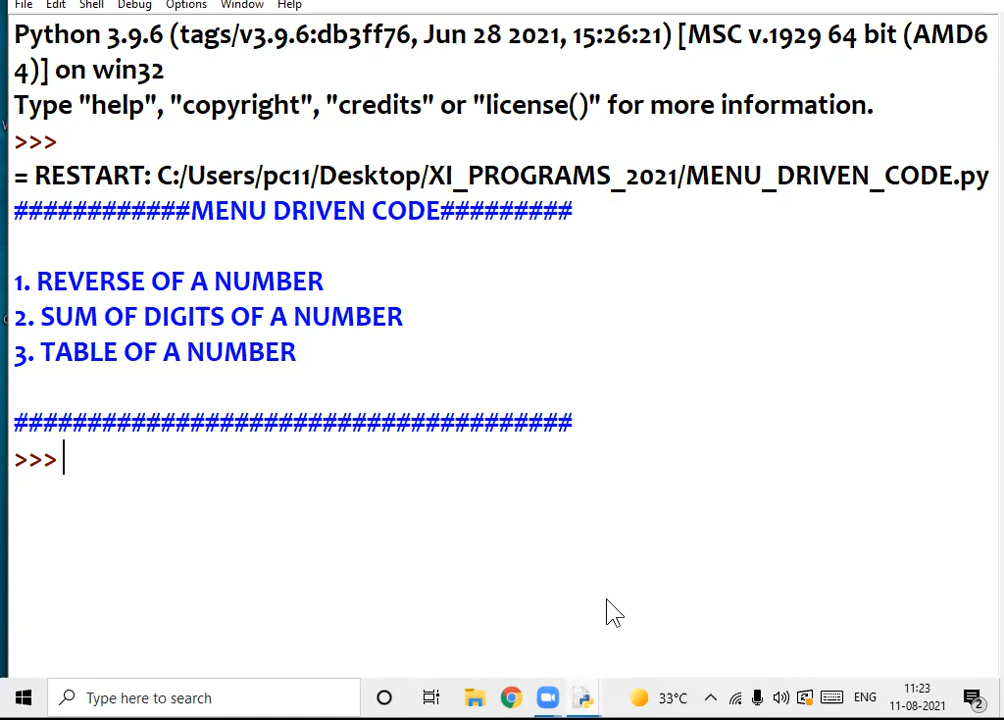 File Edit Shell Debug Options Window Help
Python 3.9.6 (tags/v3.9.6:db3ff76, Jun 28 2021, 15:26:21) [MSC v.1929 64 bit (AMD6
4)] on win32
Type "help", "copyright", "credits" or "license()" for more information.
>>>
= RESTART: C:/Users/pc11/Desktop/XI_PROGRAMS_2021/MENU_DRIVEN_CODE.py
############MENU DRIVEN CODE#########
1. REVERSE OF A NUMBER
2. SUM OF DIGITS OF A NUMBER
3. TABLE OF A NUMBER
######################################
>>>
Type here to search
33°C
ENG
11:23
11-08-2021
2